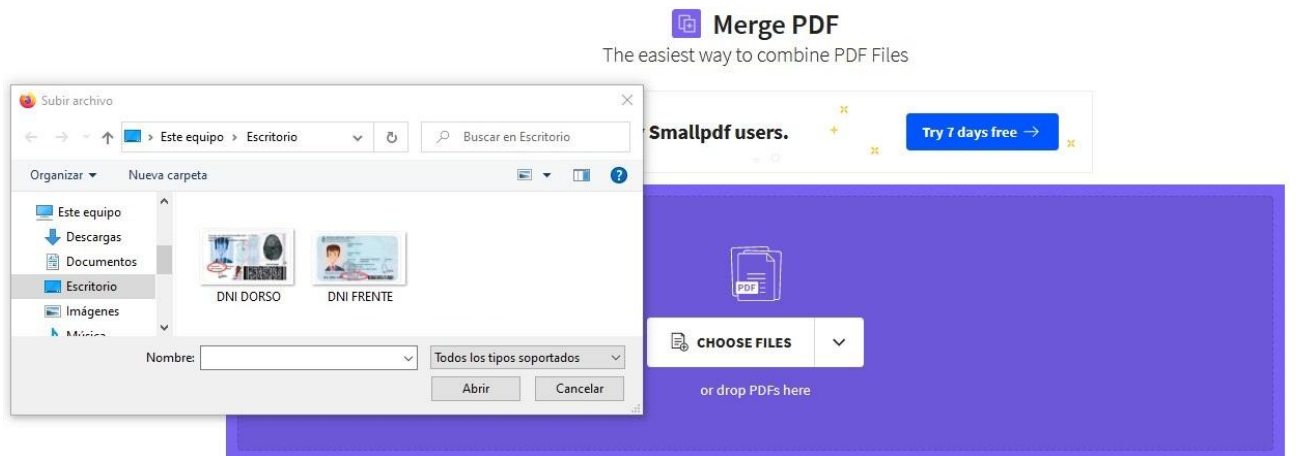 Merge PDF
The easiest way to combine PDF Files
Subir archivo
Este equipo > Escritorio
Buscar en Escritorio
Smallpdf users.
Try 7 days free →
Organizar
Nueva carpeta
Este equipo
Descargas
Documentos
Escritorio
Imágenes
Música
DNI DORSO
DNI FRENTE
Nombre:
Todos los tipos soportados
Abrir
Cancelar
PDF
CHOOSE FILES
or drop PDFs here